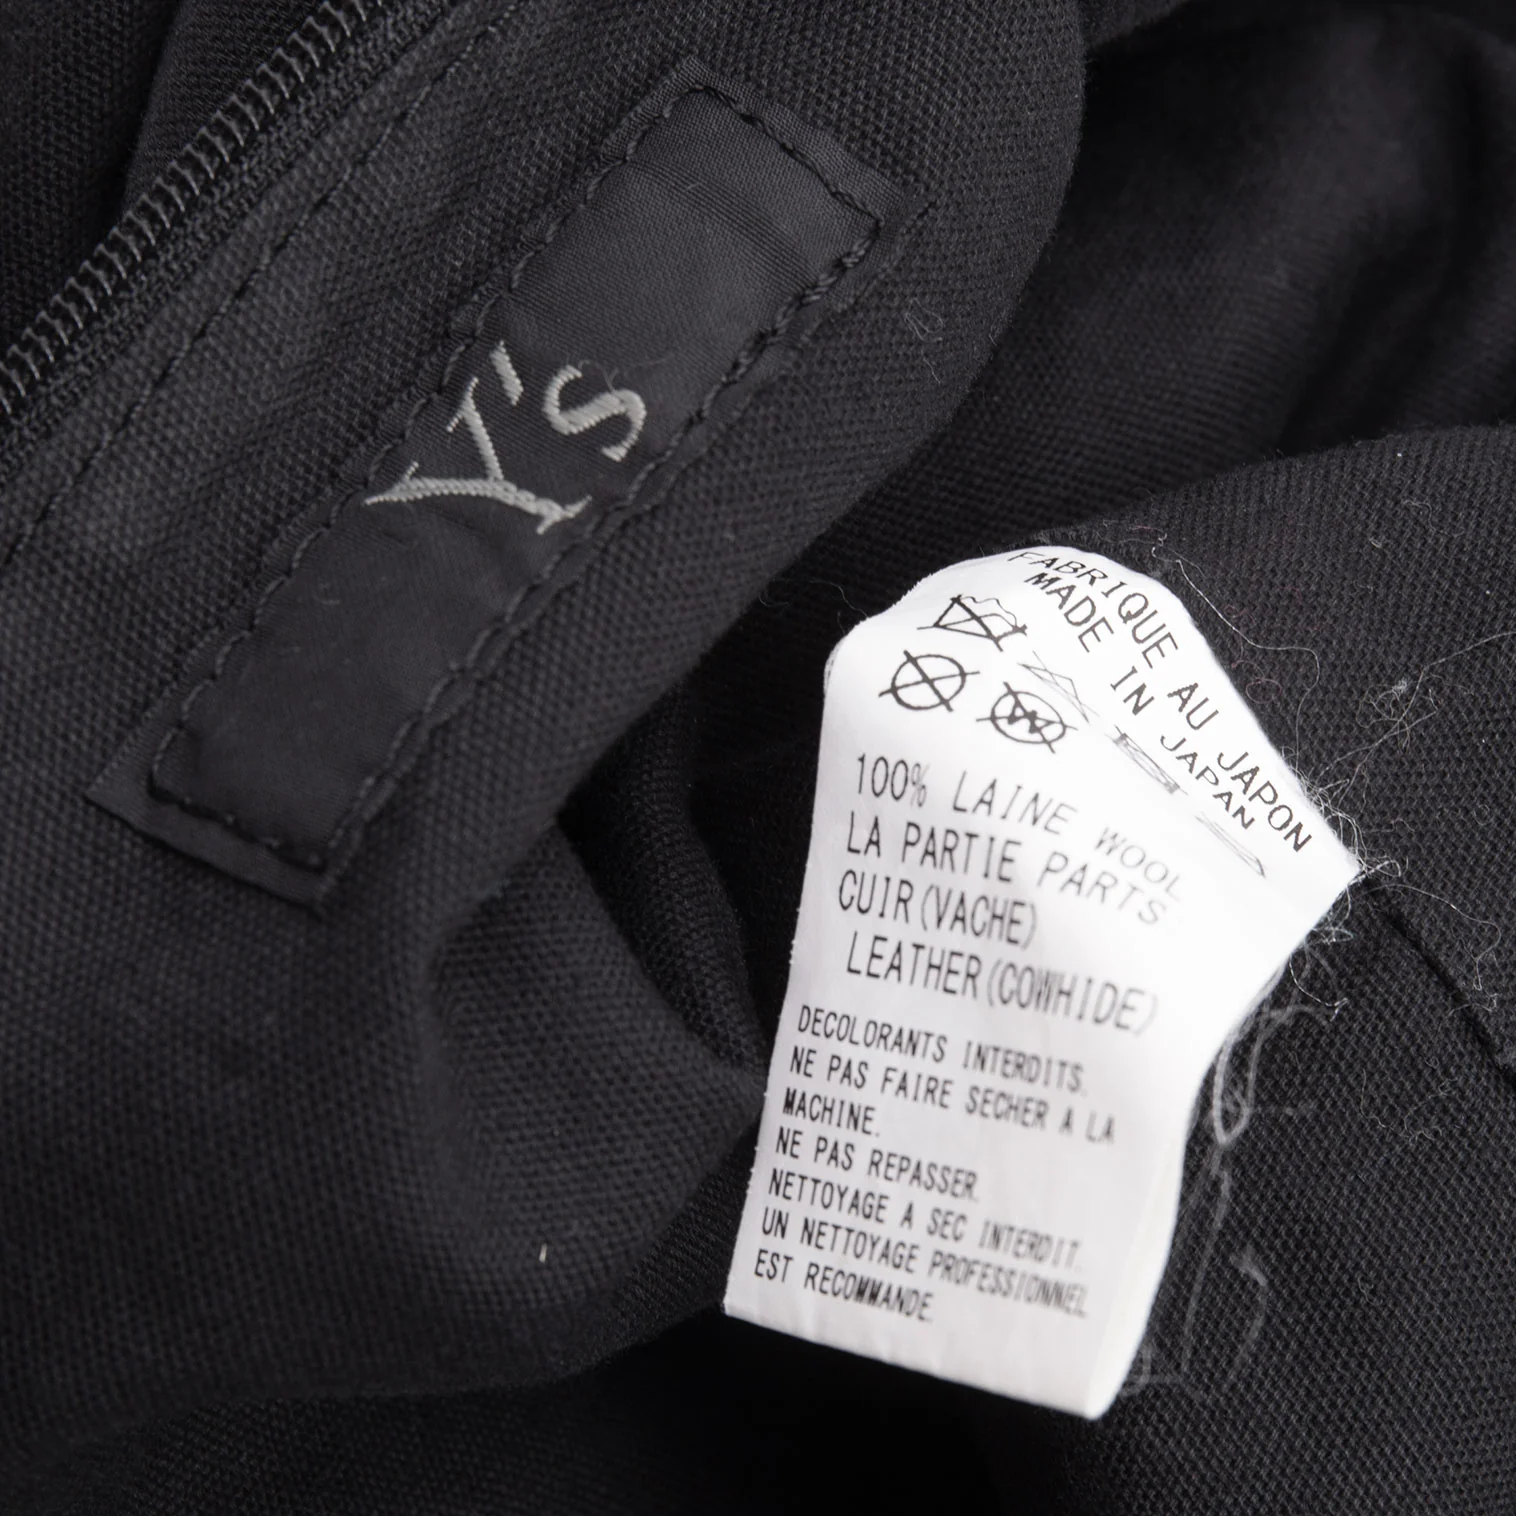 Y's
FABRIQUE AU JAPON
MADE IN JAPAN
100% LAINE WOOL
LA PARTIE PARTS
CUIR(VACHE)
LEATHER(COWHIDE)
DECOLORANTS INTERDITS.
NE PAS FAIRE SECHER A LA
MACHINE.
NE PAS REPASSER.
NETTOYAGE A SEC INTERDIT.
UN NETTOYAGE PROFESSIONNEL
EST RECOMMANDE.